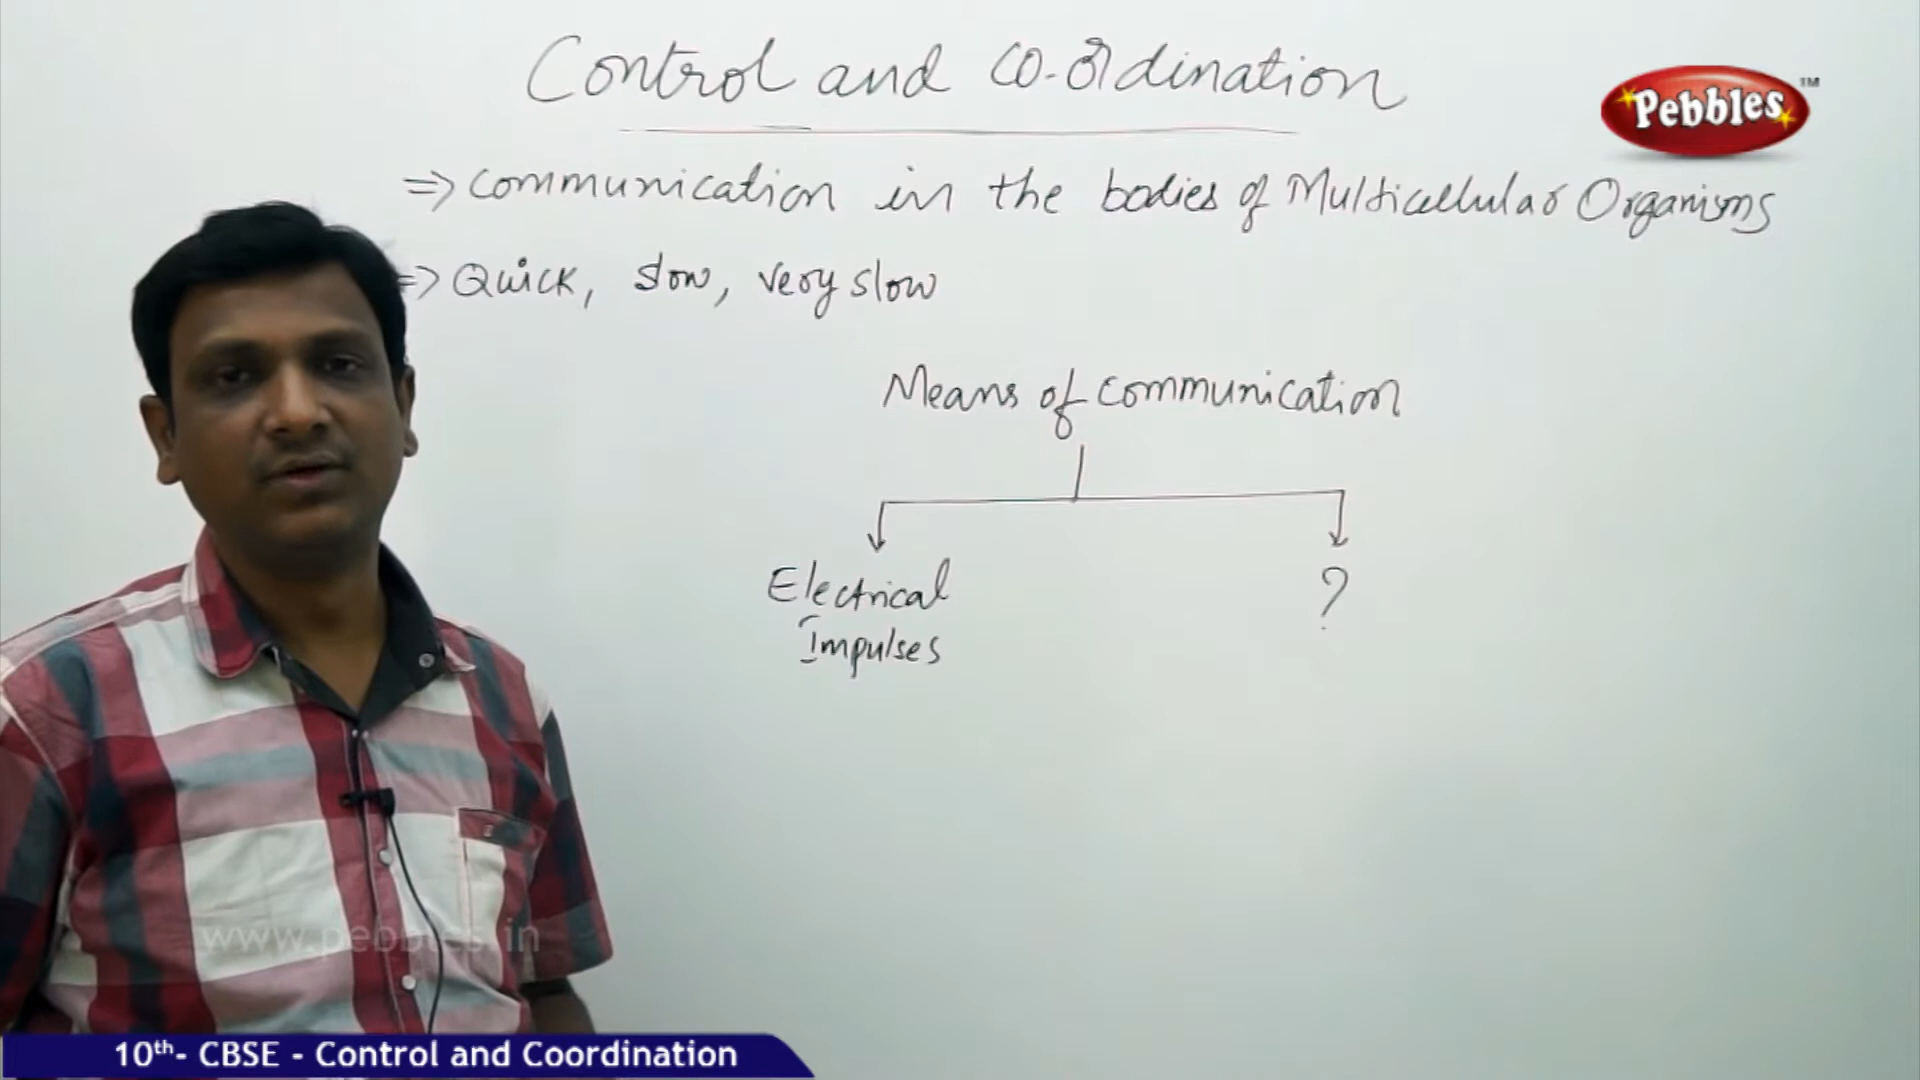 Control and CO-Ordination
Pebbles TM
=> Communication in the bodies of Multicellular Organisms
=> Quick, slow, very slow
Means of Communication
Electrical
Impulses
?
www.pebbles.in
10th- CBSE - Control and Coordination